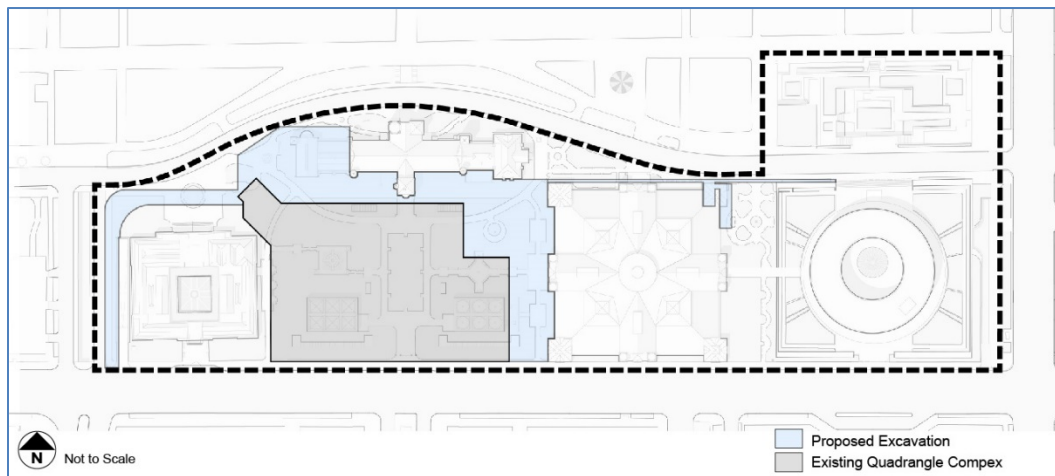 N
Not to Scale
Proposed Excavation
Existing Quadrangle Compex